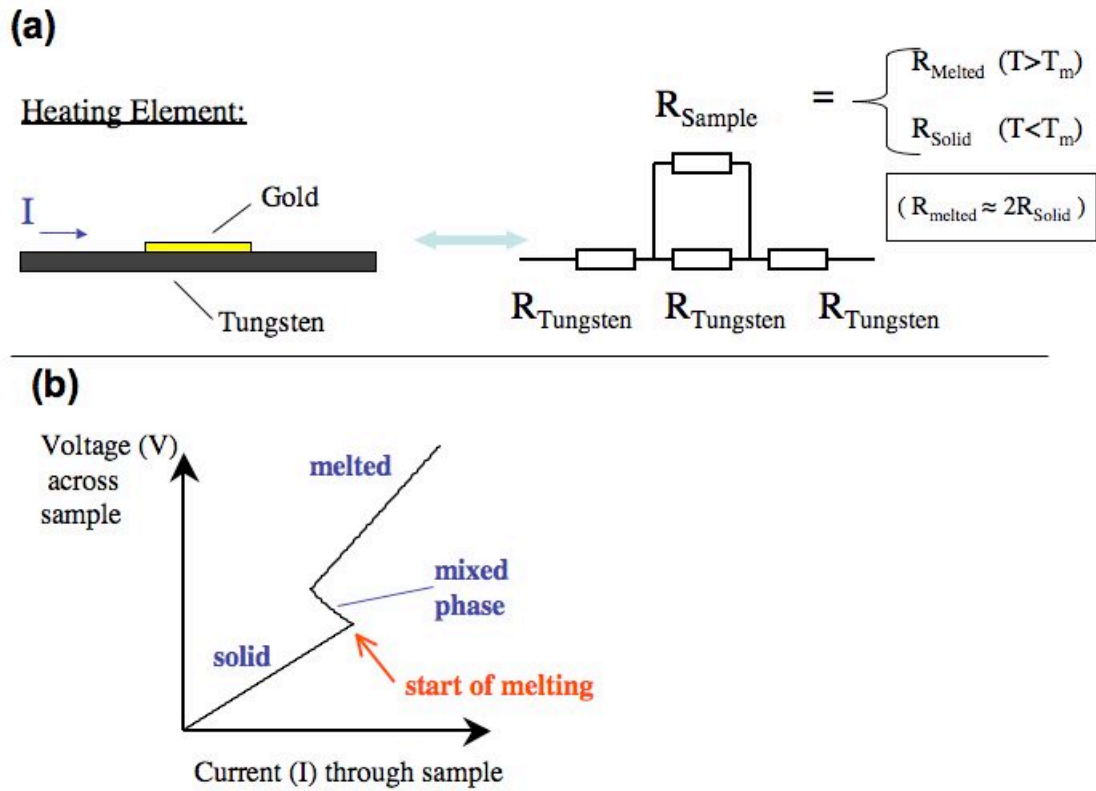 (a)
Heating Element:
I
Gold
Tungsten
R_Sample
=
R_Melted (T>T_m)
R_Solid (T<T_m)
( R_melted ≈ 2R_Solid )
R_Tungsten R_Tungsten R_Tungsten
(b)
Voltage (V)
across
sample
melted
mixed
phase
solid
start of melting
Current (I) through sample